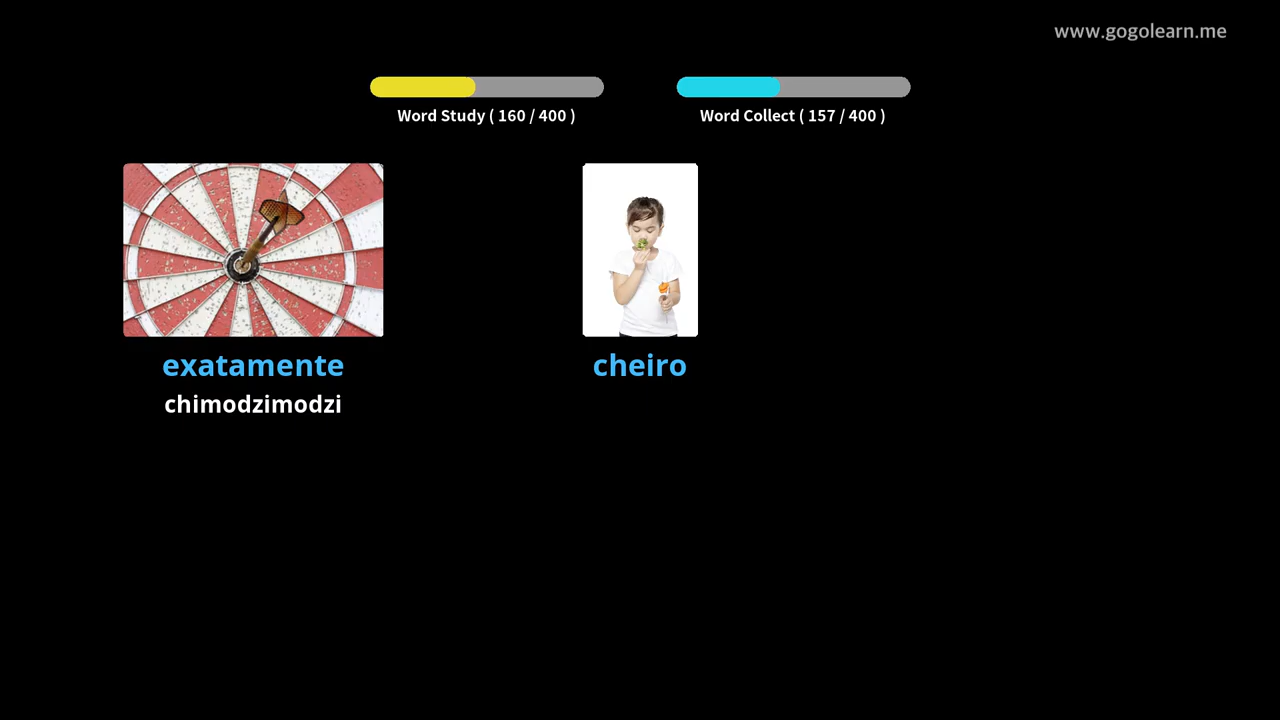 www.gogolearn.me
Word Study ( 160 / 400 )
Word Collect ( 157 / 400 )
exatamente
chimodzimodzi
cheiro